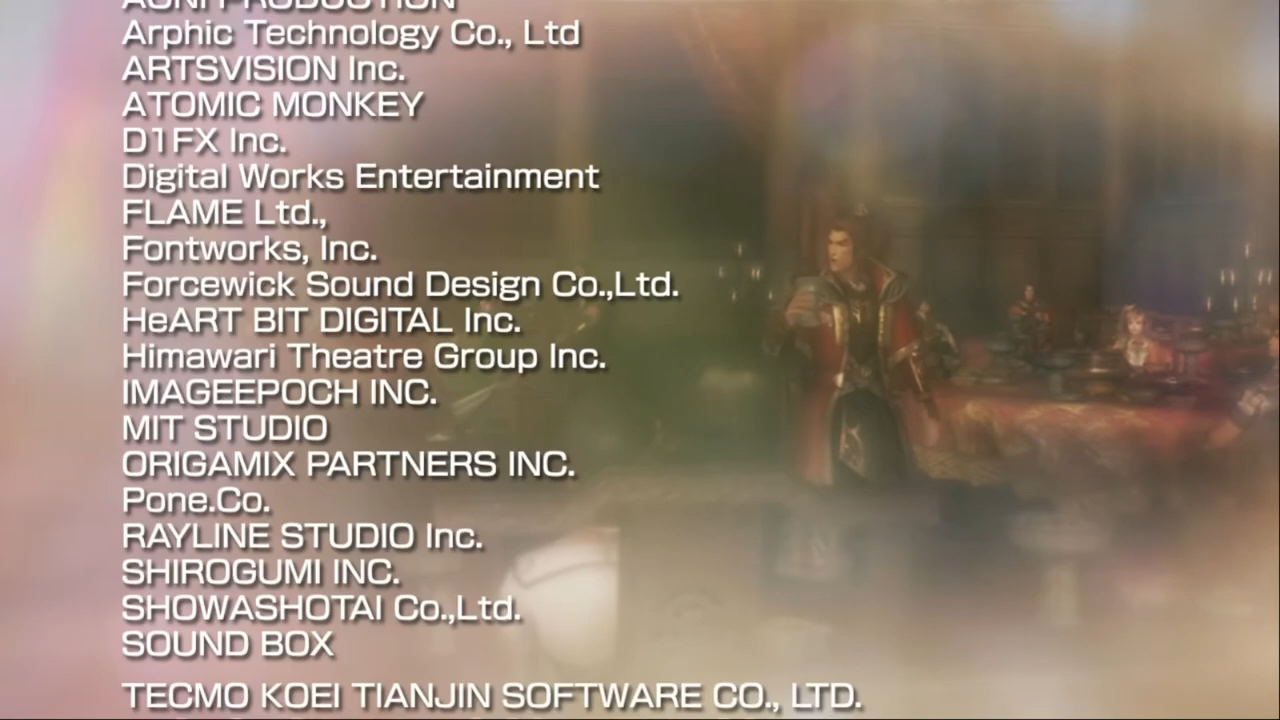 AONI PRODUCTION
Arphic Technology Co., Ltd
ARTSVISION Inc.
ATOMIC MONKEY
D1FX Inc.
Digital Works Entertainment
FLAME Ltd.,
Fontworks, Inc.
Forcewick Sound Design Co.,Ltd.
HeART BIT DIGITAL Inc.
Himawari Theatre Group Inc.
IMAGEEPOCH INC.
MIT STUDIO
ORIGAMIX PARTNERS INC.
Pone.Co.
RAYLINE STUDIO Inc.
SHIROGUMI INC.
SHOWASHOTAI Co.,Ltd.
SOUND BOX
TECMO KOEI TIANJIN SOFTWARE CO., LTD.